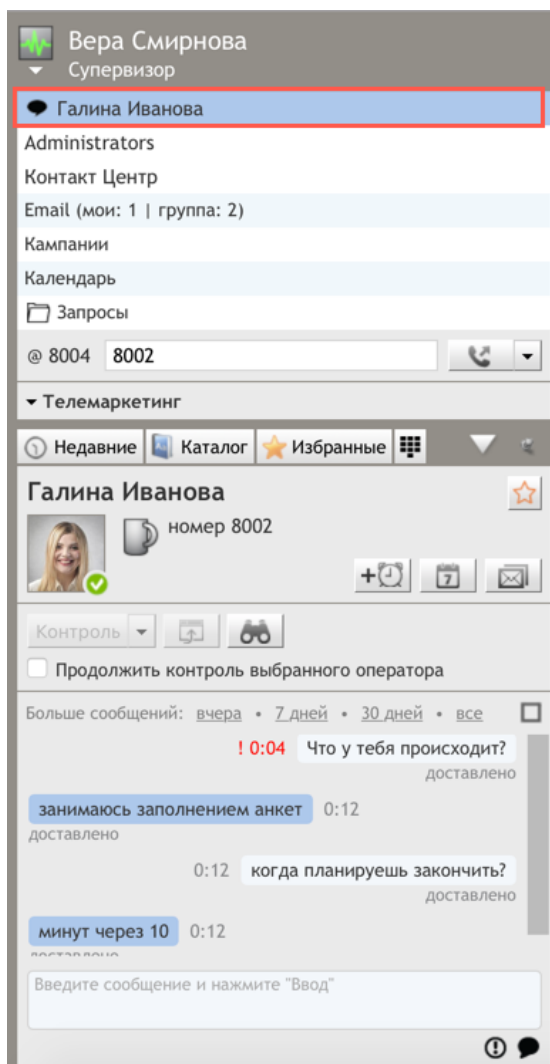 Вера Смирнова
Супервизор
Галина Иванова
Administrators
Контакт Центр
Email (мои: 1 | группа: 2)
Кампании
Календарь
Запросы
@ 8004 8002
Телемаркетинг
Недавние Каталог Избранные
Галина Иванова
номер 8002
+ 7
Контроль
Продолжить контроль выбранного оператора
Больше сообщений: вчера • 7 дней • 30 дней • все
! 0:04 Что у тебя происходит?
доставлено
занимаюсь заполнением анкет 0:12
доставлено
0:12 когда планируешь закончить?
доставлено
минут через 10 0:12
доставлено
Введите сообщение и нажмите "Ввод"